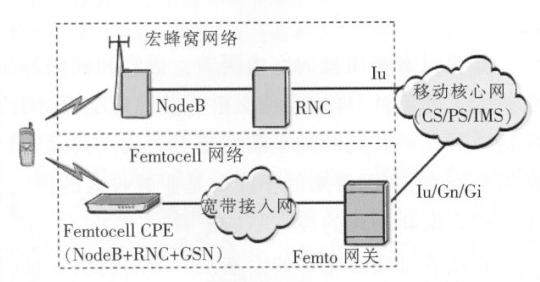 宏蜂窝网络
Iu
NodeB
RNC
移动核心网
(CS/PS/IMS)
Femtocell 网络
宽带接入网
Iu/Gn/Gi
Femtocell CPE
(NodeB+RNC+GSN)
Femto 网关